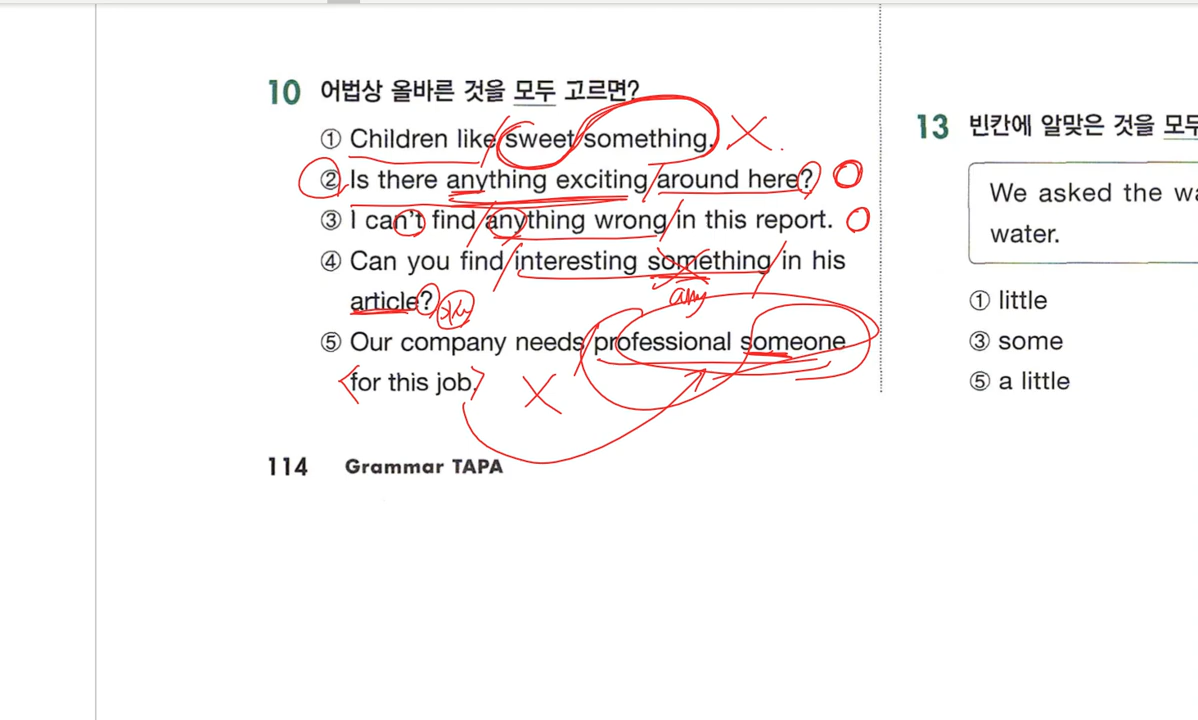 10 어법상 올바른 것을 모두 고르면?
① Children like sweet something.
② Is there anything exciting around here?
③ I can't find anything wrong in this report.
④ Can you find interesting something in his
any
article?
⑤ Our company needs professional someone
for this job.
114 Grammar TAPA
13 빈칸에 알맞은 것을 모두
We asked the wa
water.
① little
③ some
⑤ a little